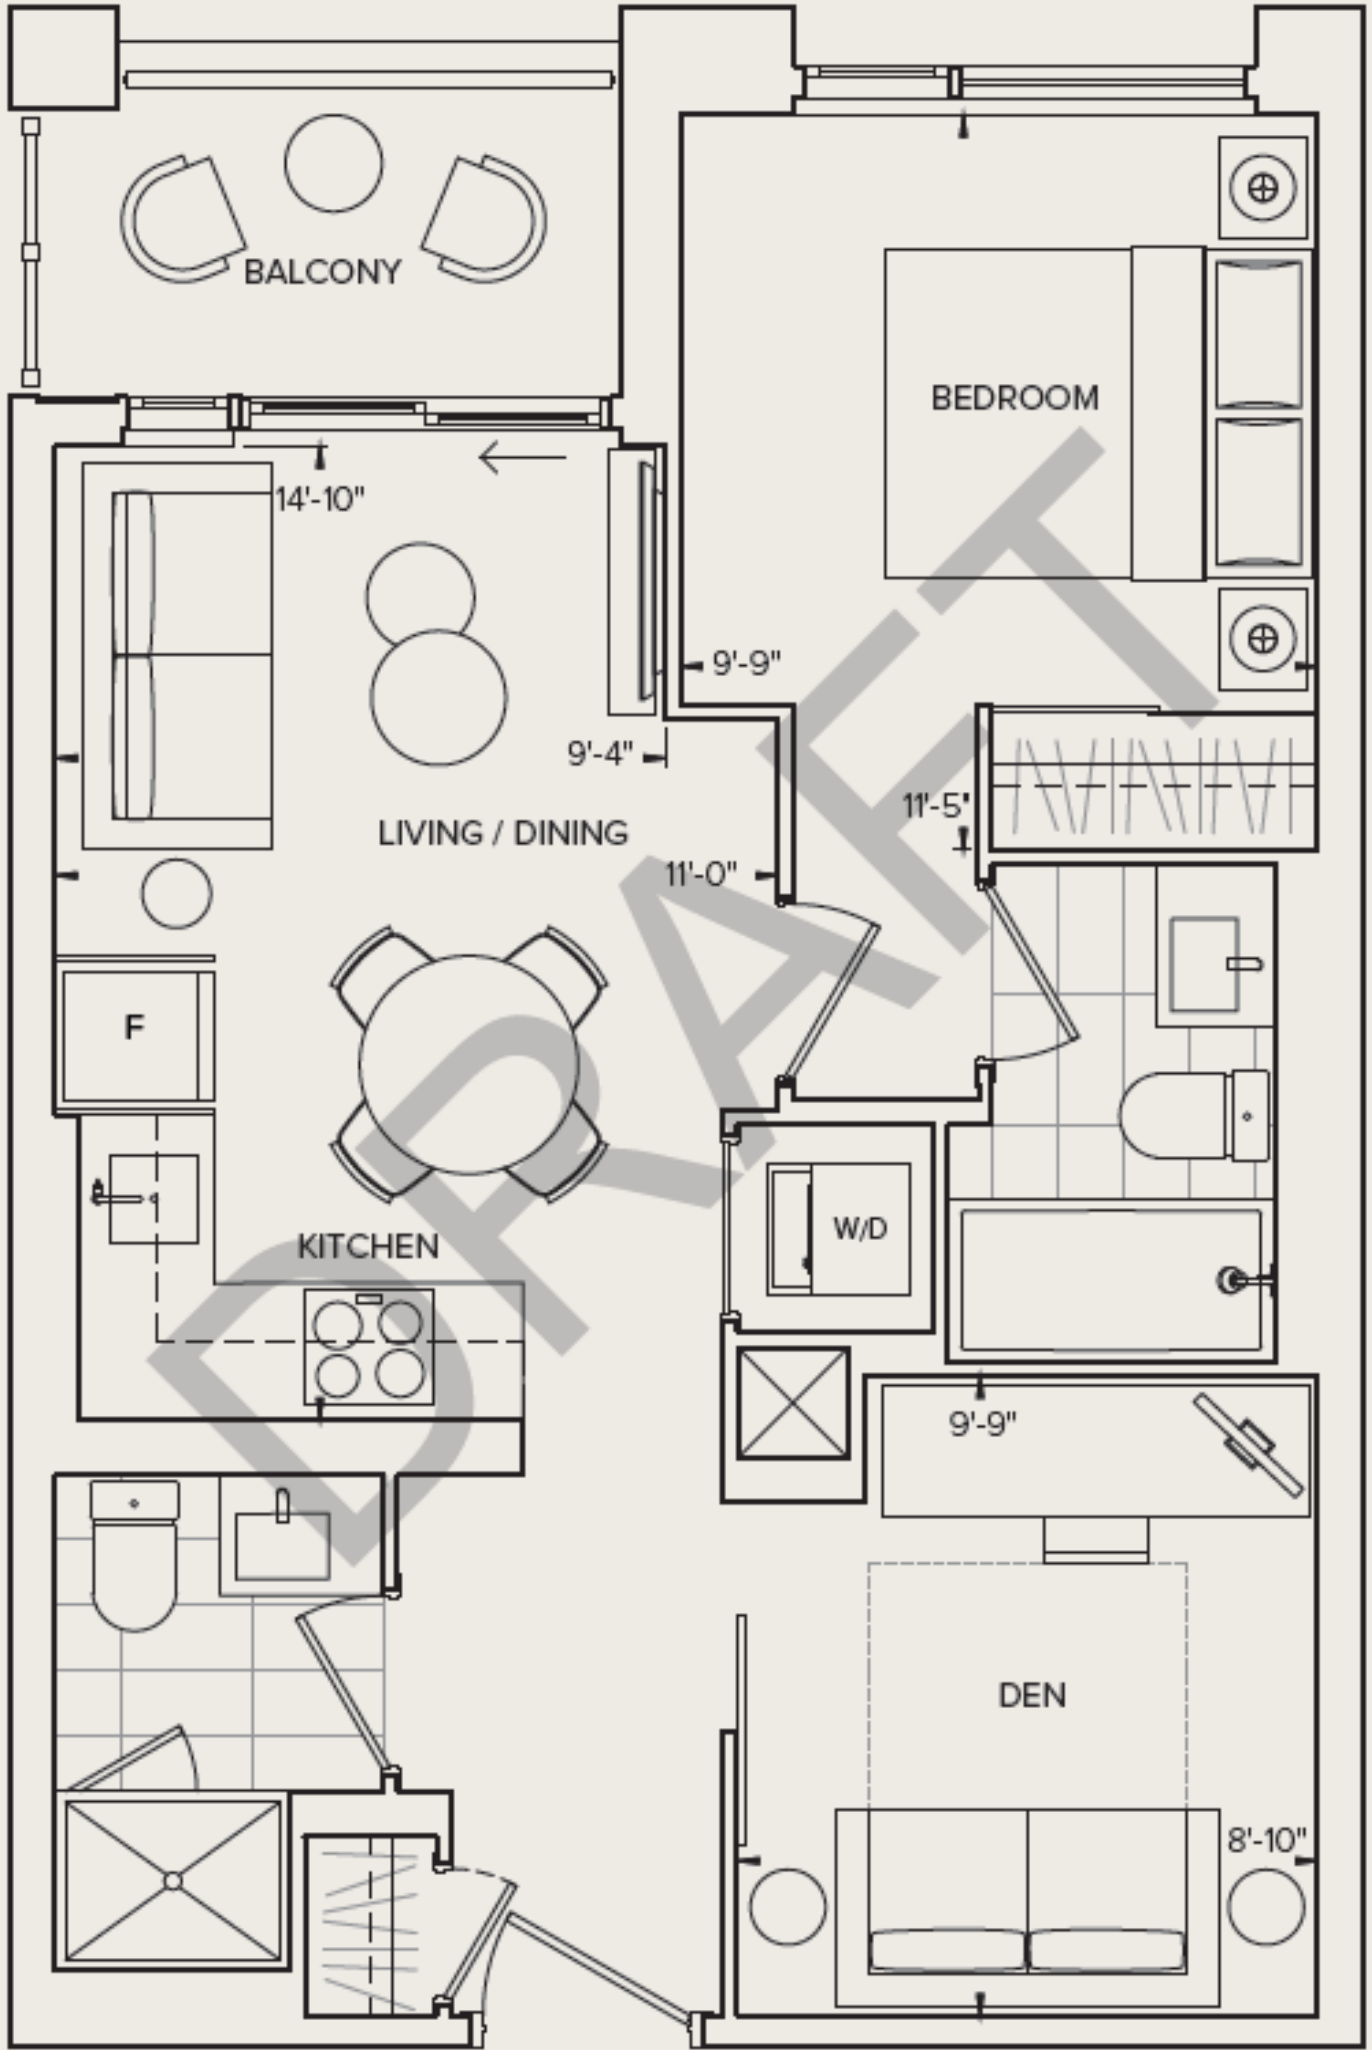 BALCONY
BEDROOM
14'-10"
9'-9"
9'-4"
11'-5'
LIVING / DINING
11'-0"
F
W/D
KITCHEN
9'-9"
DEN
8'-10"
DRAFT